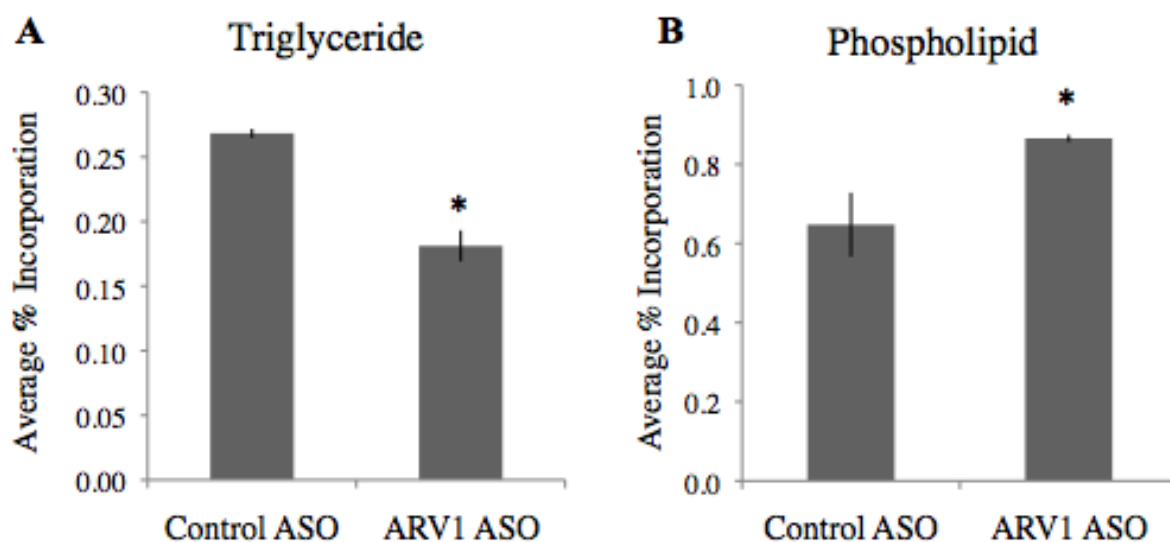 A
Triglyceride
Average % Incorporation
0.30
0.25
0.20
0.15
0.10
0.05
0.00
*
Control ASO
ARV1 ASO
B
Phospholipid
Average % Incorporation
1.0
0.8
0.6
0.4
0.2
0.0
*
Control ASO
ARV1 ASO